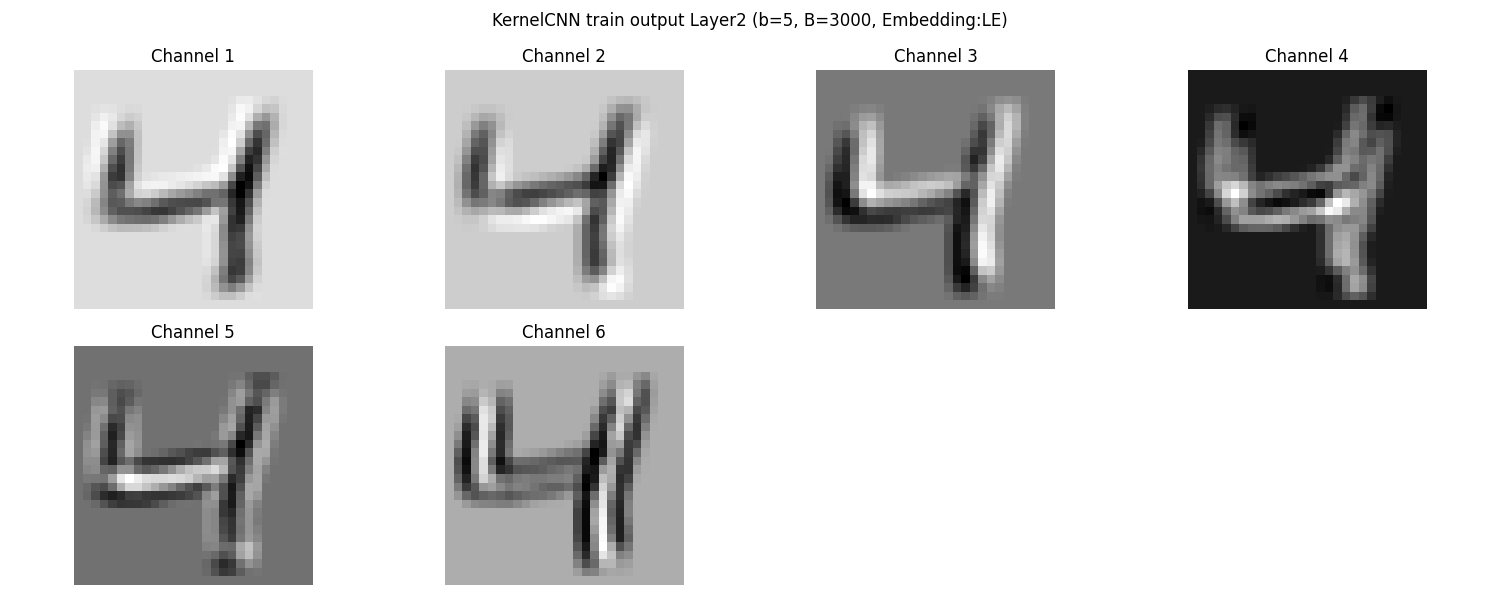 KernelCNN train output Layer2 (b=5, B=3000, Embedding:LE)
Channel 1
Channel 2
Channel 3
Channel 4
Channel 5
Channel 6